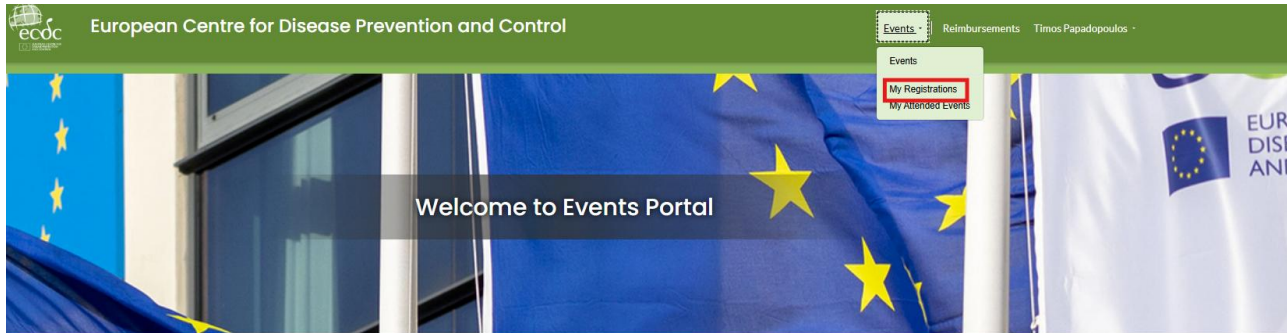 ecdc
European Centre for Disease Prevention and Control
Events
Reimbursements
Timos Papadopoulos
Events
My Registrations
My Attended Events
Welcome to Events Portal
EUR
DISE
AND